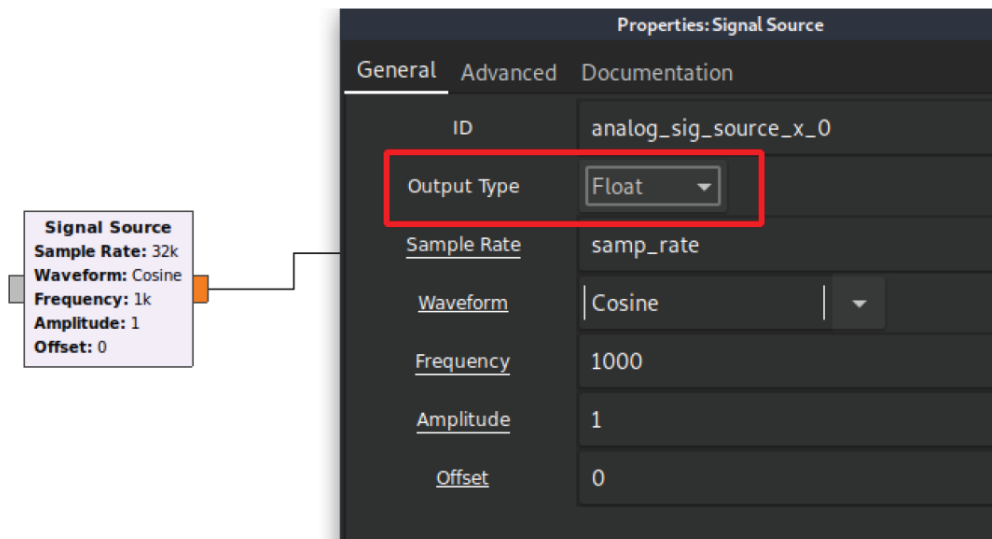 Properties: Signal Source
General Advanced Documentation
ID analog_sig_source_x_0
Output Type Float
Sample Rate samp_rate
Waveform Cosine
Frequency 1000
Amplitude 1
Offset 0
Signal Source
Sample Rate: 32k
Waveform: Cosine
Frequency: 1k
Amplitude: 1
Offset: 0